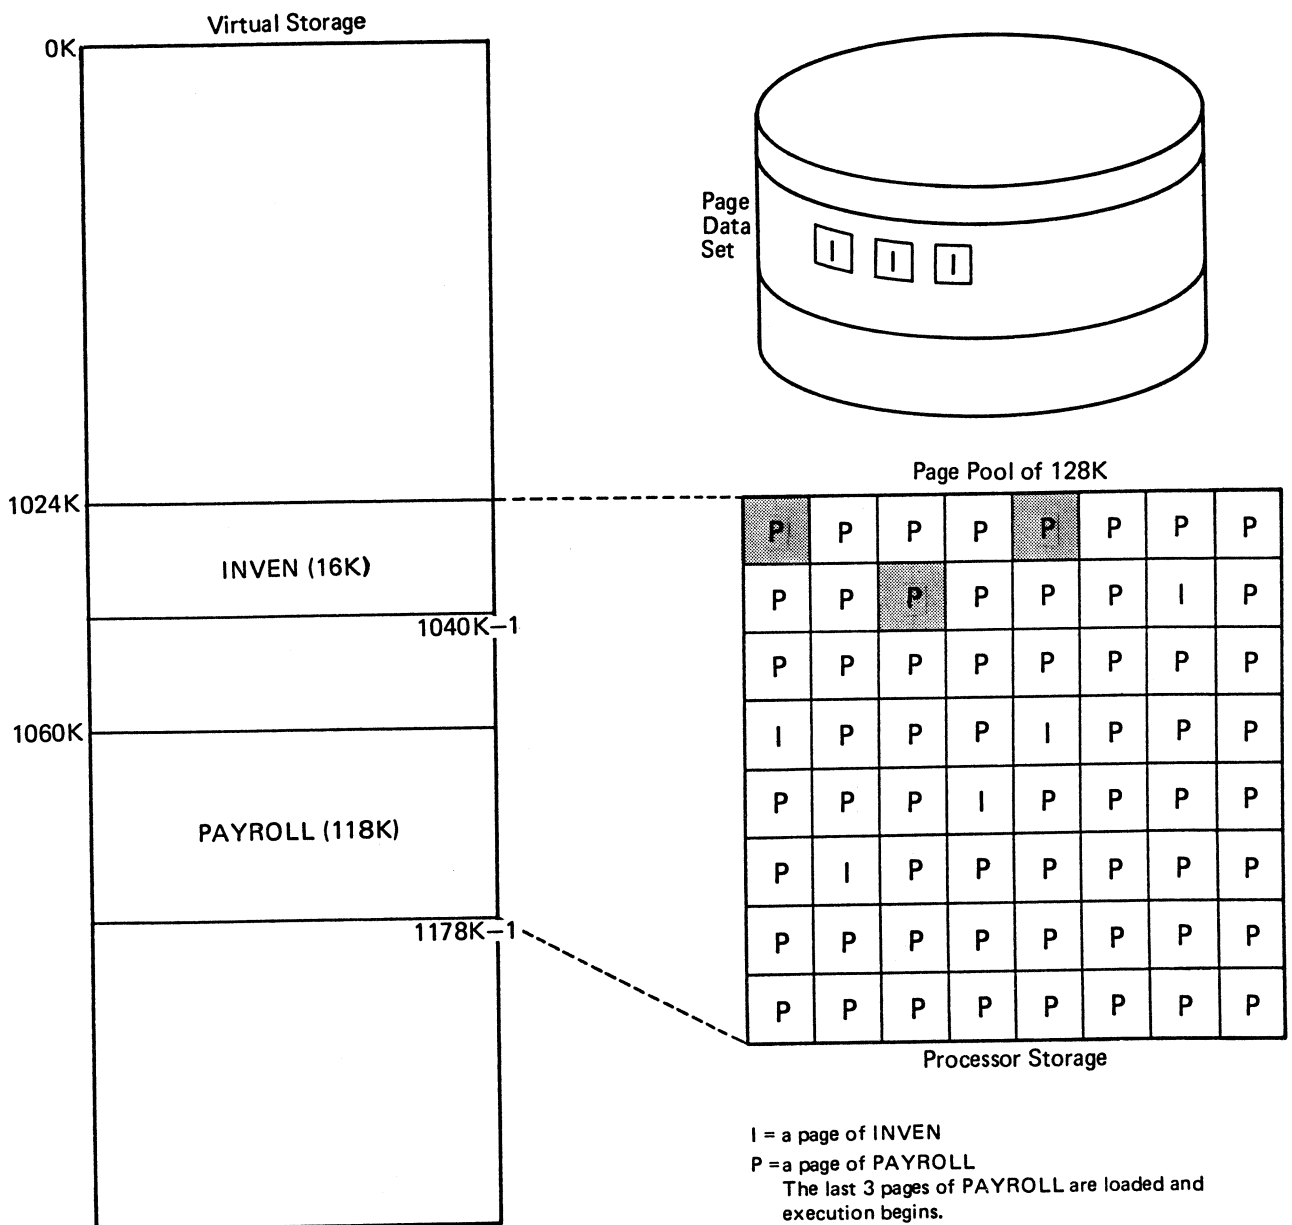 Virtual Storage
0K
1024K
INVEN (16K)
1040K–1
1060K
PAYROLL (118K)
1178K–1
Page
Data
Set
I I I
Page Pool of 128K
P P P P P P P P
P P P P P P I P
P P P P P P P P
I P P P I P P P
P P P I P P P P
P I P P P P P P
P P P P P P P P
P P P P P P P P
Processor Storage
I = a page of INVEN
P = a page of PAYROLL
The last 3 pages of PAYROLL are loaded and
execution begins.